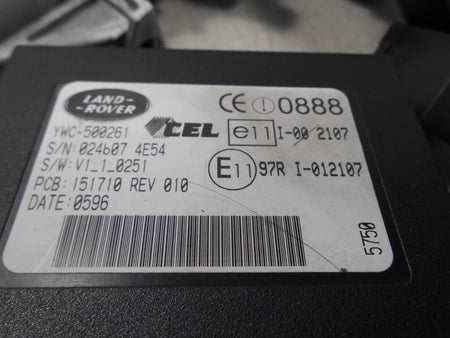 LAND-
ROVER
CE ! 0888
YWC-500261
CEL
e11 I-00 2107
S/N: 024b07 4E54
S/W: V1_1_0251
E11 97R I-012107
PCB: 151710 REV 010
DATE: 0596
5750